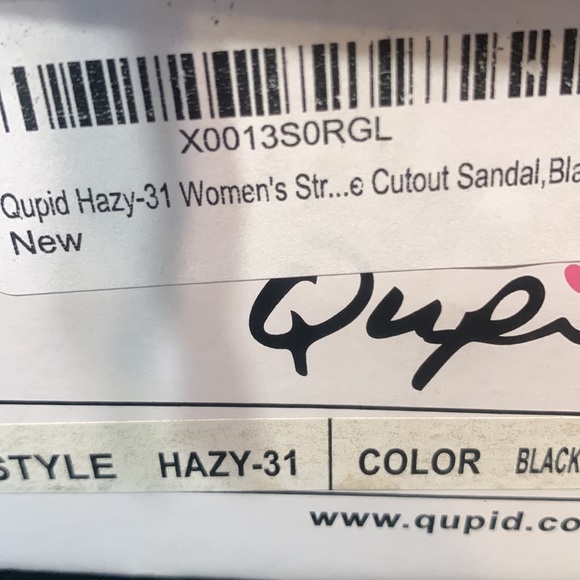 X0013S0RGL
Qupid Hazy-31 Women's Str...e Cutout Sandal,Bla
New
Qupi
STYLE HAZY-31 COLOR BLACK
www.qupid.co